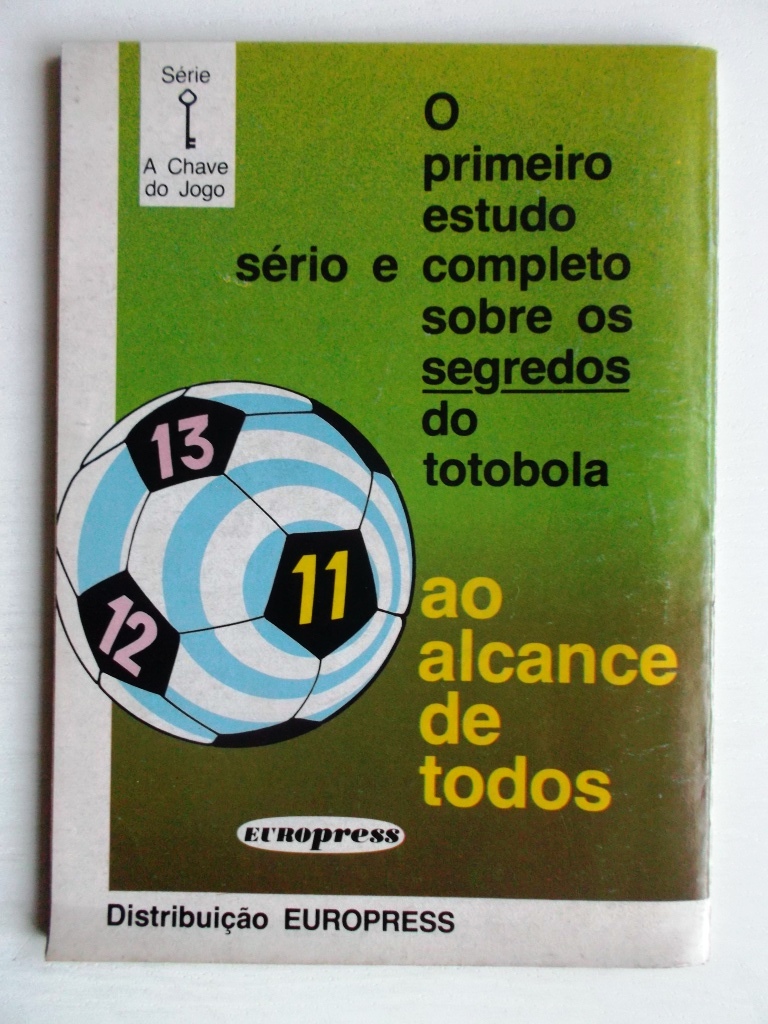 Série
A Chave
do Jogo
O
primeiro
estudo
sério e completo
sobre os
segredos
do
totobola
13
11
12
ao
alcance
de
todos
EUROpress
Distribuição EUROPRESS